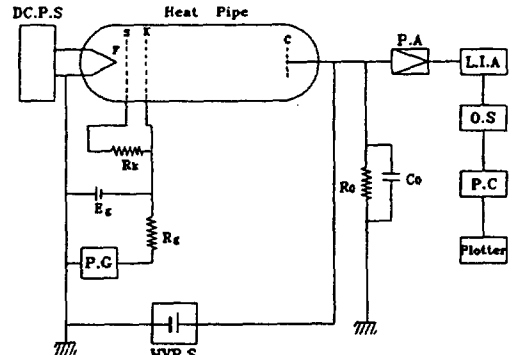 DC.P.S
Heat Pipe
F
S
K
C
P.A
L.I.A
O.S
P.C
Plotter
Rk
Eg
Rg
P.G
Ro
Co
HVP.S